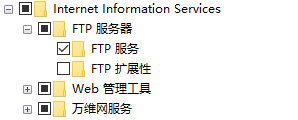 Internet Information Services
FTP 服务器
FTP 服务
FTP 扩展性
Web 管理工具
万维网服务